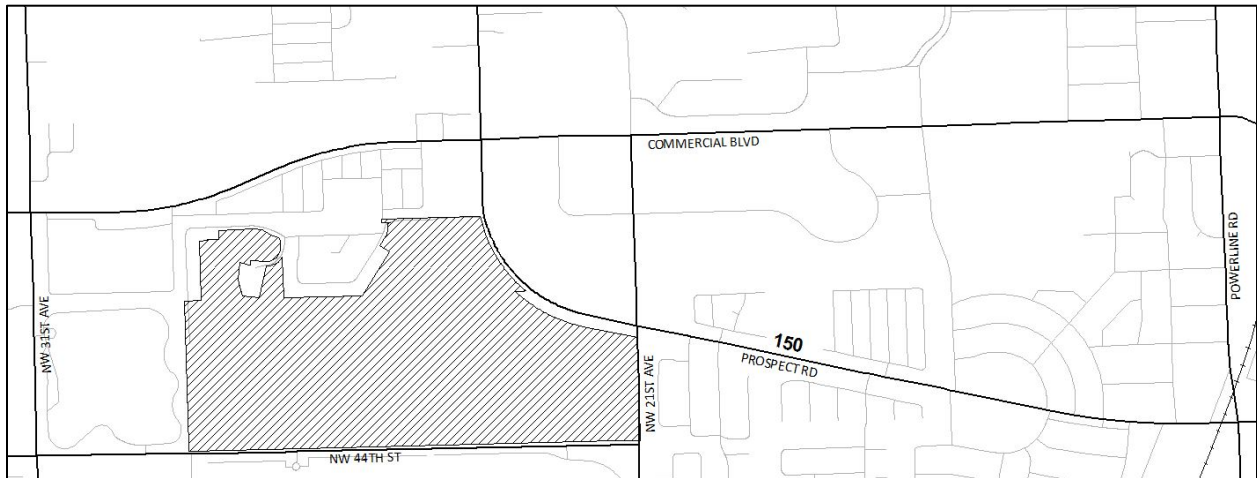 COMMERCIAL BLVD
POWERLINE RD
NW 31ST AVE
150
PROSPECT RD
NW 21ST AVE
NW 44TH ST